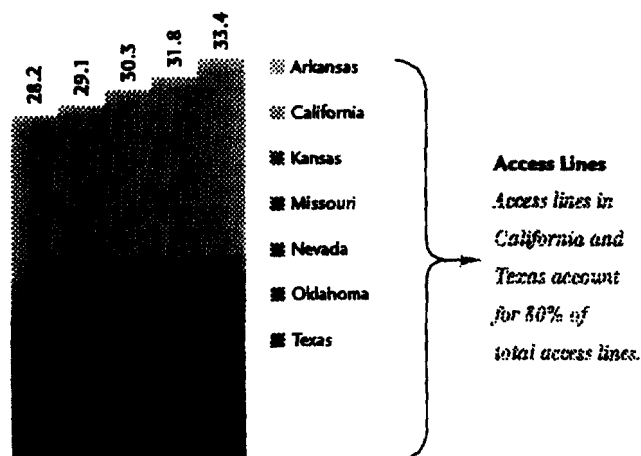 28.2
29.1
30.3
31.8
33.4
Arkansas
California
Kansas
Missouri
Nevada
Oklahoma
Texas
Access Lines
Access lines in
California and
Texas account
for 80% of
total access lines.